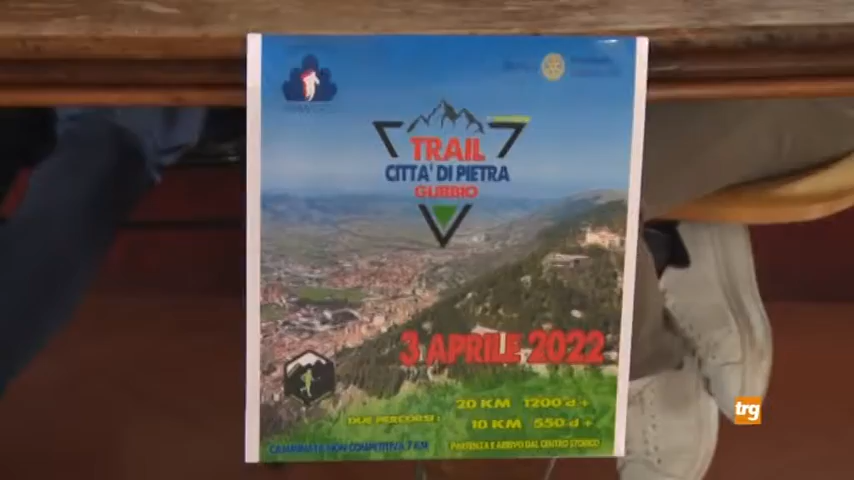 TRAIL
CITTA' DI PIETRA
GUBBIO
3 APRILE 2022
DUE PERCORSI:
20 KM 1200 d+
10 KM 550 d+
CAMMINATA NON COMPETITIVA 7 KM
PARTENZA E ARRIVO DAL CENTRO STORICO
trg